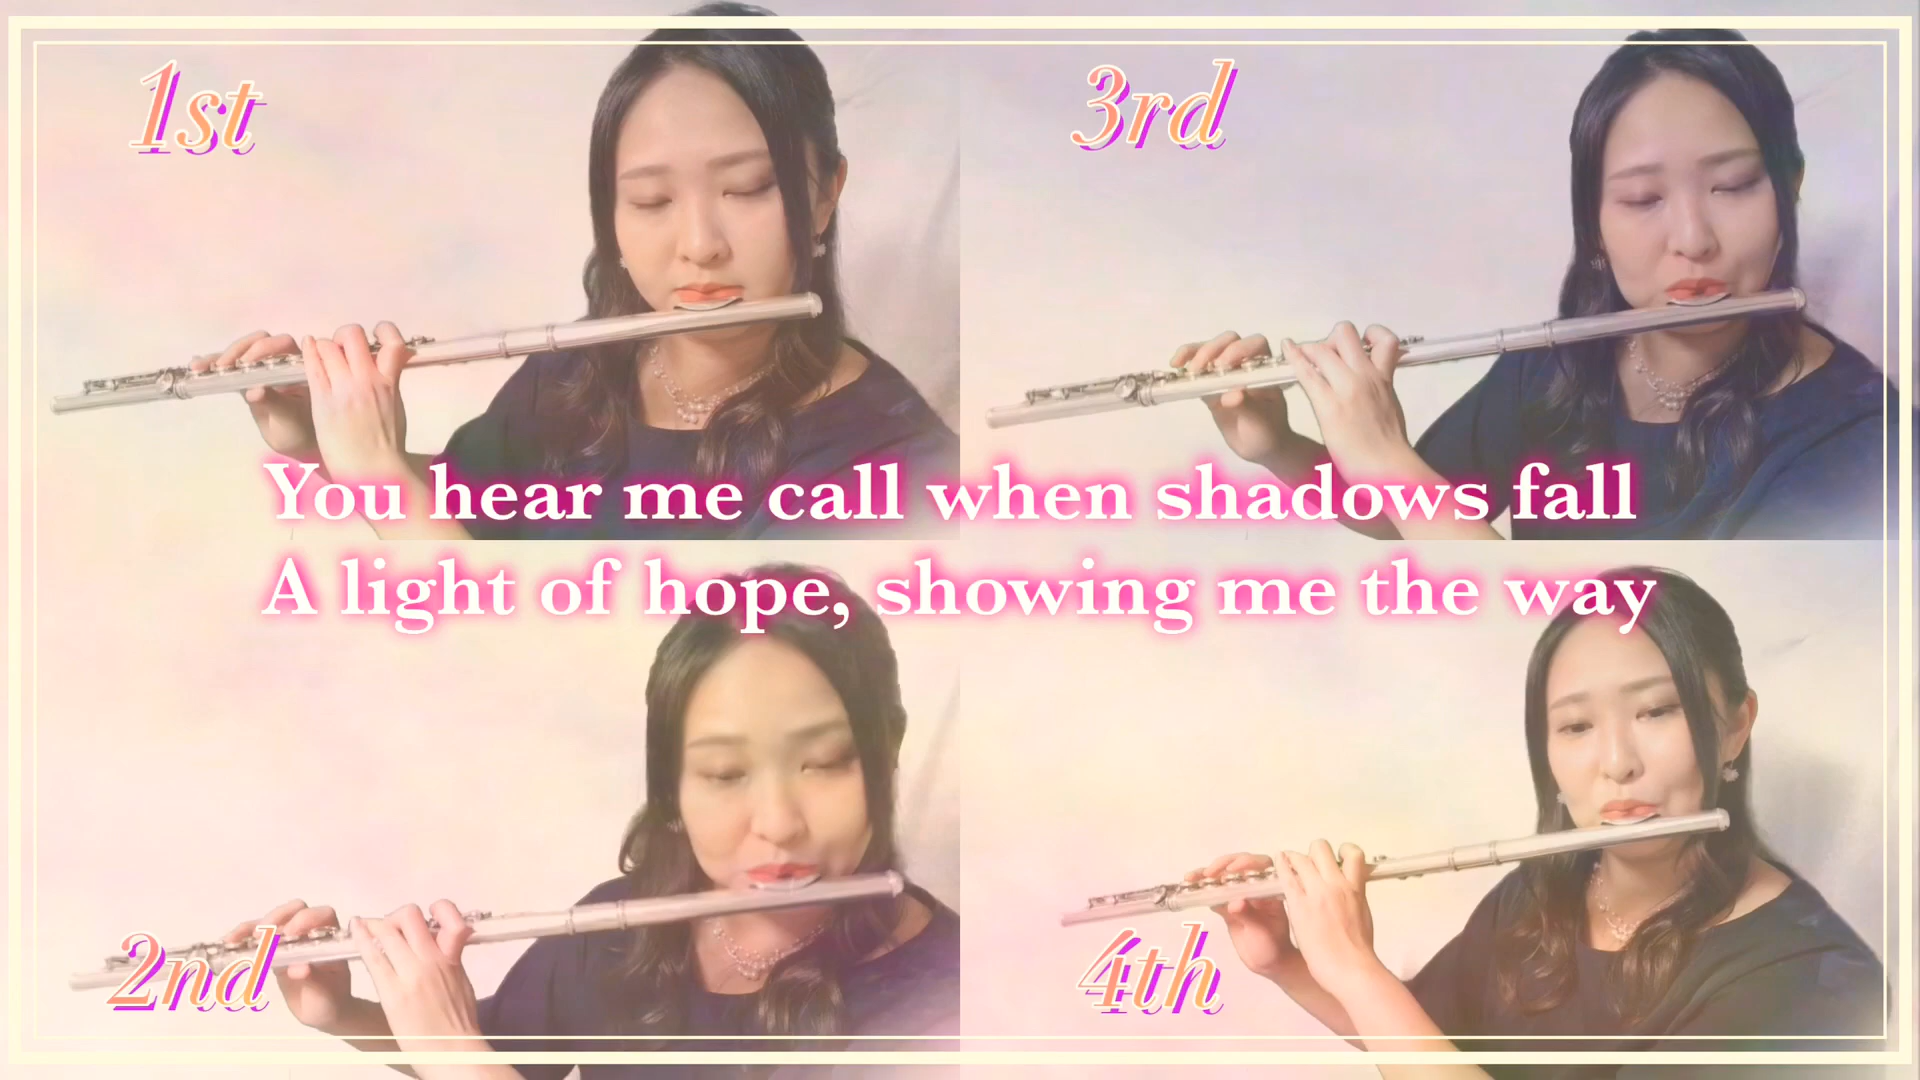 1st
3rd
You hear me call when shadows fall
A light of hope, showing me the way
2nd
4th